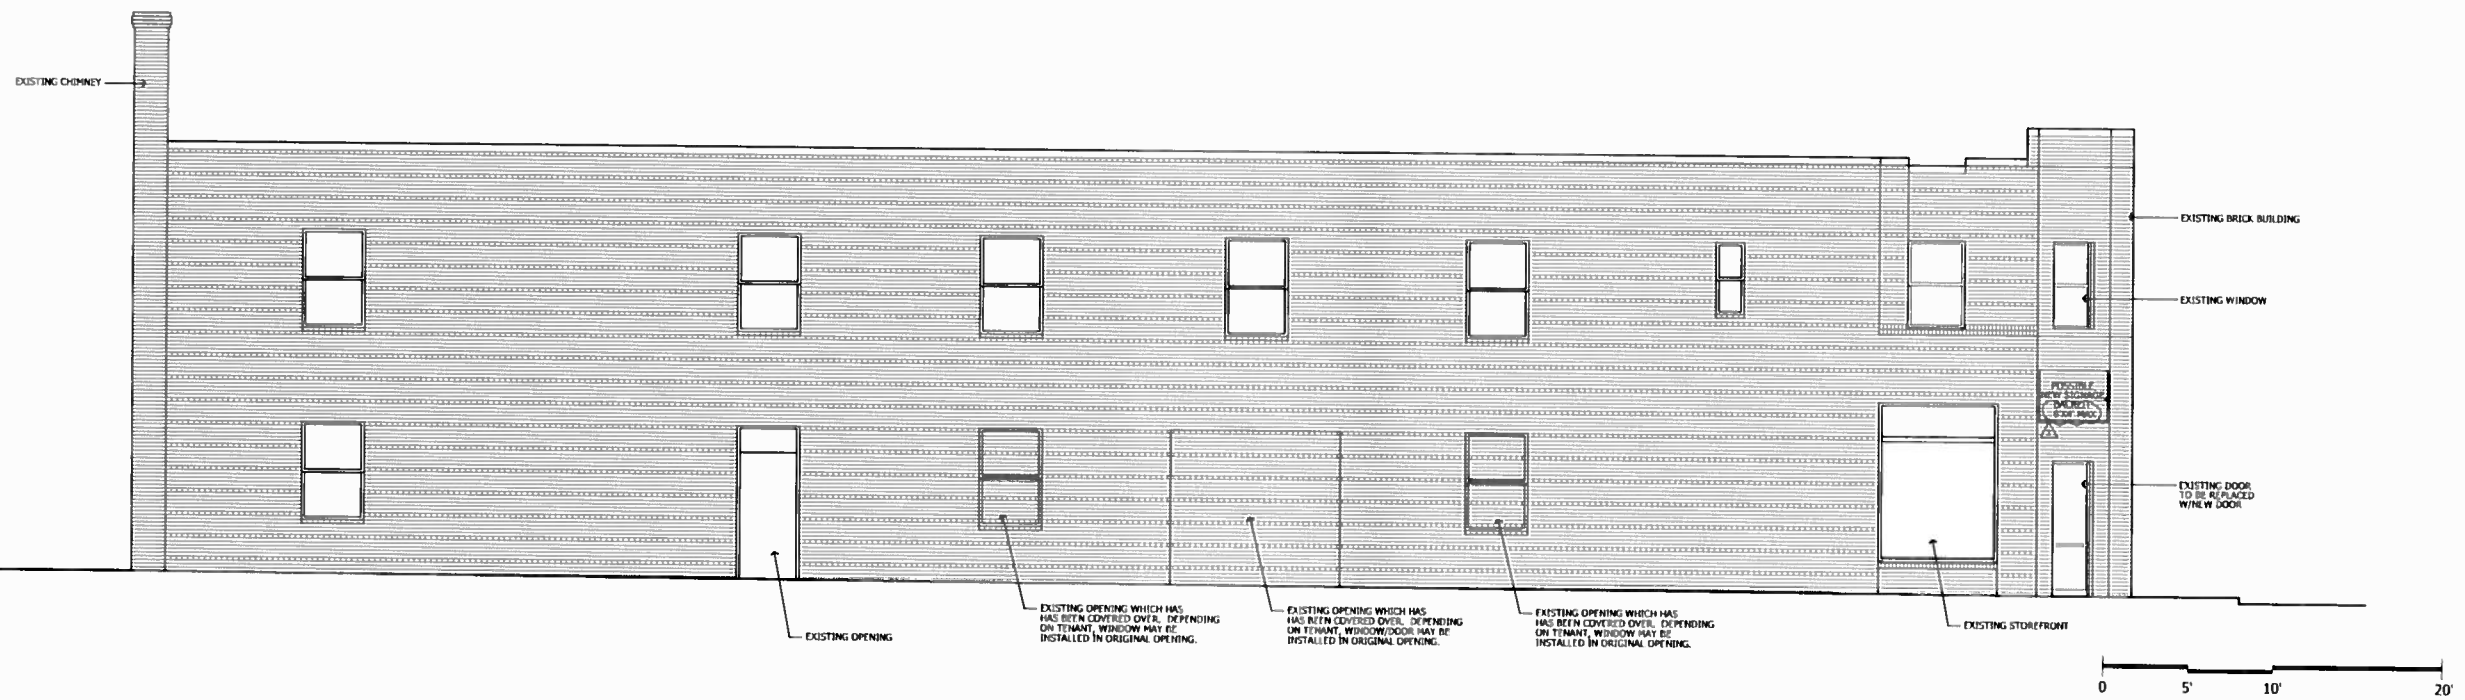 EXISTING CHIMNEY
EXISTING BRICK BUILDING
EXISTING WINDOW
POSSIBLE
NEW SIGNAGE
EXISTING DOOR
TO BE REPLACED
W/NEW DOOR
EXISTING OPENING
EXISTING OPENING WHICH HAS
HAS BEEN COVERED OVER. DEPENDING
ON TENANT, WINDOW MAY BE
INSTALLED IN ORIGINAL OPENING.
EXISTING OPENING WHICH HAS
HAS BEEN COVERED OVER. DEPENDING
ON TENANT, WINDOW/DOOR MAY BE
INSTALLED IN ORIGINAL OPENING.
EXISTING OPENING WHICH HAS
HAS BEEN COVERED OVER. DEPENDING
ON TENANT, WINDOW MAY BE
INSTALLED IN ORIGINAL OPENING.
EXISTING STOREFRONT
0 5' 10' 20'